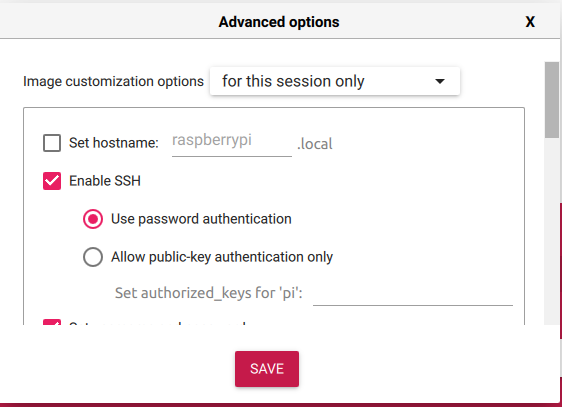 Advanced options X
Image customization options for this session only
Set hostname: raspberrypi .local
Enable SSH
Use password authentication
Allow public-key authentication only
Set authorized_keys for 'pi':
SAVE